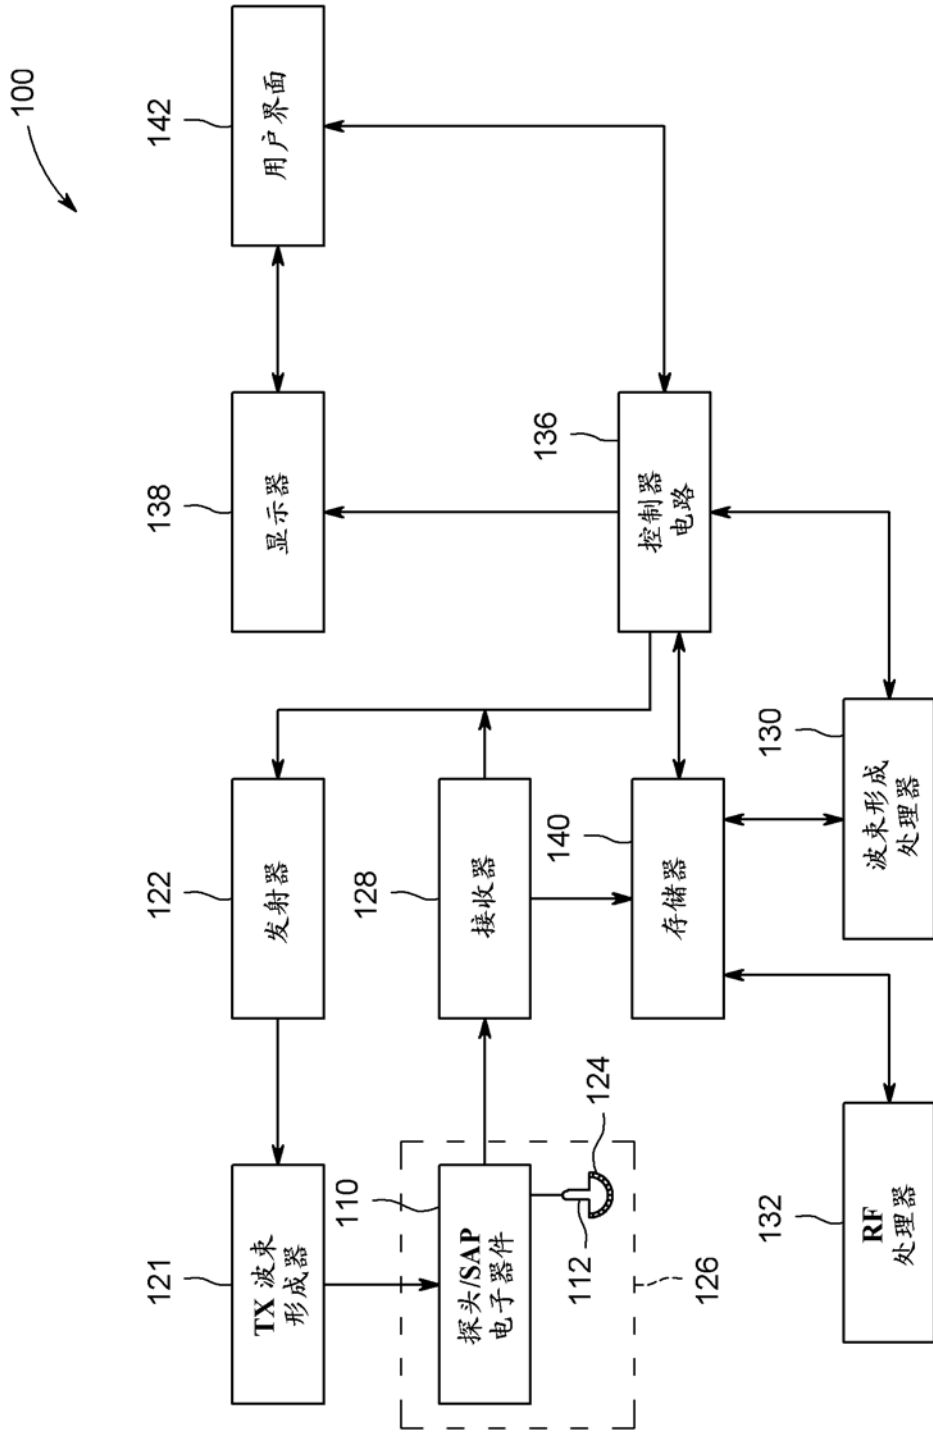 100
121
TX 波束
形成器
122
发射器
138
显示器
142
用户界面
110
探头/SAP
电子器件
112
124
126
128
接收器
140
存储器
136
控制器
电路
132
RF
处理器
130
波束形成
处理器